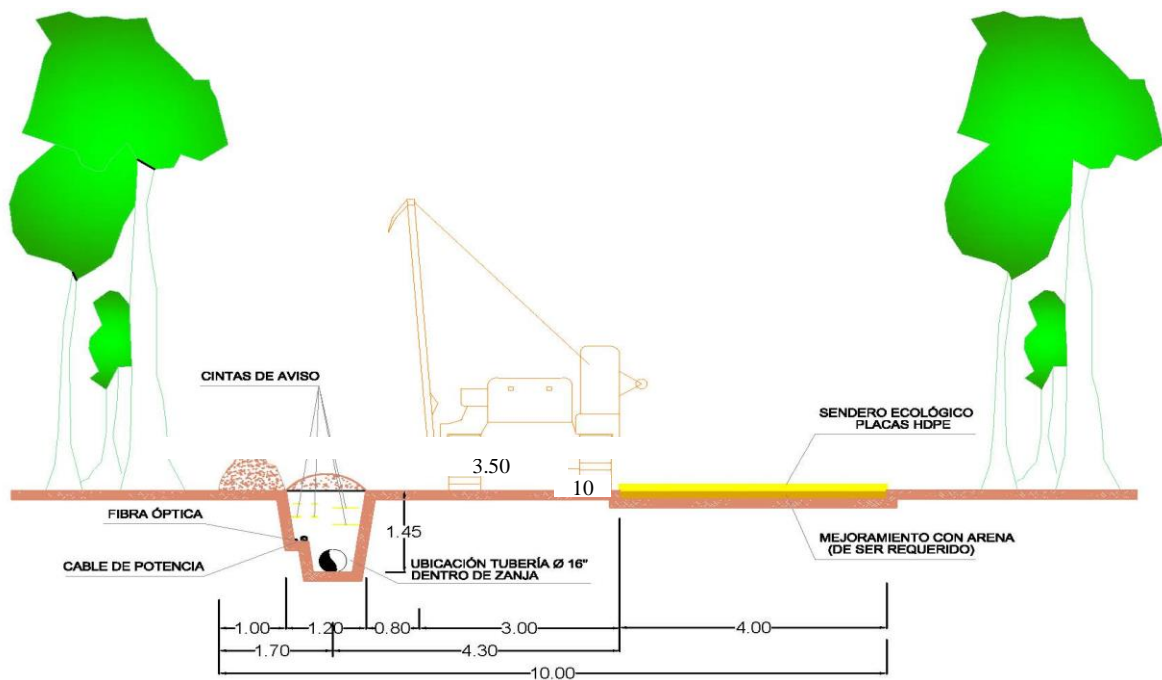 CINTAS DE AVISO
SENDERO ECOLÓGICO
PLACAS HDPE
3.50
10
FIBRA ÓPTICA
1.45
MEJORAMIENTO CON ARENA
(DE SER REQUERIDO)
CABLE DE POTENCIA
UBICACIÓN TUBERÍA Ø 16"
DENTRO DE ZANJA
1.00
1.20
0.80
3.00
4.00
1.70
4.30
10.00